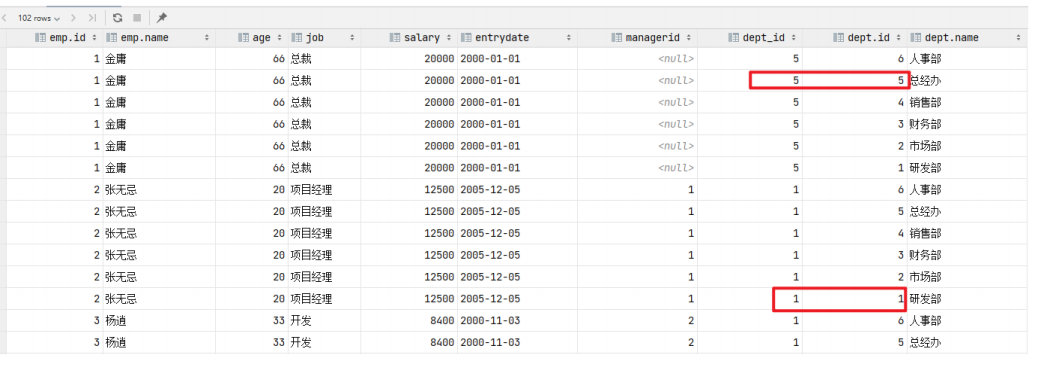 102 rows
emp.id emp.name age job salary entrydate managerid dept_id dept.id dept.name
1 金庸 66 总裁 20000 2000-01-01 <null> 5 6 人事部
1 金庸 66 总裁 20000 2000-01-01 <null> 5 5 总经办
1 金庸 66 总裁 20000 2000-01-01 <null> 5 4 销售部
1 金庸 66 总裁 20000 2000-01-01 <null> 5 3 财务部
1 金庸 66 总裁 20000 2000-01-01 <null> 5 2 市场部
1 金庸 66 总裁 20000 2000-01-01 <null> 5 1 研发部
2 张无忌 20 项目经理 12500 2005-12-05 1 1 6 人事部
2 张无忌 20 项目经理 12500 2005-12-05 1 1 5 总经办
2 张无忌 20 项目经理 12500 2005-12-05 1 1 4 销售部
2 张无忌 20 项目经理 12500 2005-12-05 1 1 3 财务部
2 张无忌 20 项目经理 12500 2005-12-05 1 1 2 市场部
2 张无忌 20 项目经理 12500 2005-12-05 1 1 1 研发部
3 杨逍 33 开发 8400 2000-11-03 2 1 6 人事部
3 杨逍 33 开发 8400 2000-11-03 2 1 5 总经办